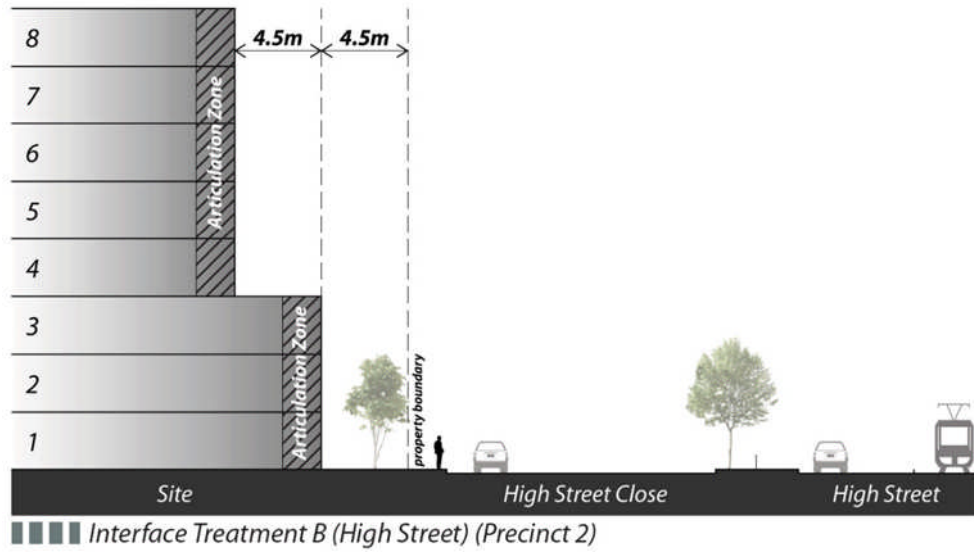 8
4.5m
4.5m
7
6
5
4
Articulation Zone
3
2
1
Articulation Zone
property boundary
Site
High Street Close
High Street
Interface Treatment B (High Street) (Precinct 2)